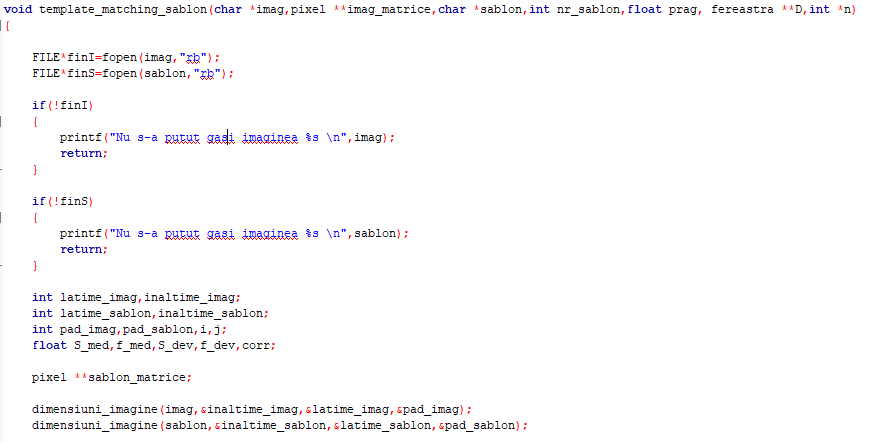 void template_matching_sablon(char *imag,pixel **imag_matrice,char *sablon,int nr_sablon,float prag, fereastra **D,int *n)
{
FILE*finI=fopen(imag,"rb");
FILE*finS=fopen(sablon,"rb");
if(!finI)
{
printf("Nu s-a putut gasi imaginea %s \n",imag);
return;
}
if(!finS)
{
printf("Nu s-a putut gasi imaginea %s \n",sablon);
return;
}
int latime_imag,inaltime_imag;
int latime_sablon,inaltime_sablon;
int pad_imag,pad_sablon,i,j;
float S_med,f_med,S_dev,f_dev,corr;
pixel **sablon_matrice;
dimensiuni_imagine(imag,&inaltime_imag,&latime_imag,&pad_imag);
dimensiuni_imagine(sablon,&inaltime_sablon,&latime_sablon,&pad_sablon);